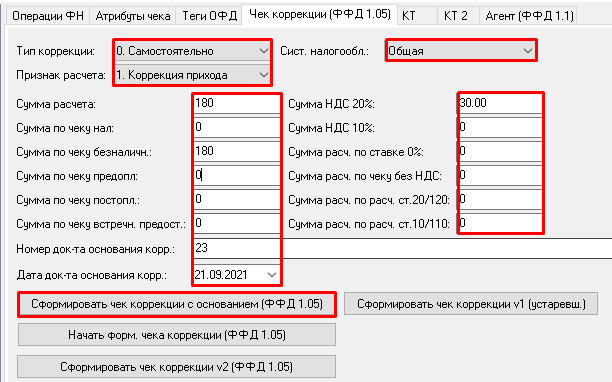 Операции ФН Атрибуты чека Теги ОФД Чек коррекции (ФФД 1.05) КТ КТ 2 Агент (ФФД 1.1)
Тип коррекции: 0. Самостоятельно Сист. налогообл.: Общая
Признак расчета: 1. Коррекция прихода
Сумма расчета: 180 Сумма НДС 20%: 30.00
Сумма по чеку нал: 0 Сумма НДС 10%: 0
Сумма по чеку безналичн.: 180 Сумма расч. по ставке 0%: 0
Сумма по чеку предопл: 0 Сумма расч. по чеку без НДС: 0
Сумма по чеку постопл.: 0 Сумма расч. по расч. ст.20/120: 0
Сумма по чеку встречн. предост.: 0 Сумма расч. по расч. ст.10/110: 0
Номер док-та основания корр.: 23
Дата док-та основания корр.: 21.09.2021
Сформировать чек коррекции с основанием (ФФД 1.05) Сформировать чек коррекции v1 (устаревш.)
Начать форм. чека коррекции (ФФД 1.05)
Сформировать чек коррекции v2 (ФФД 1.05)